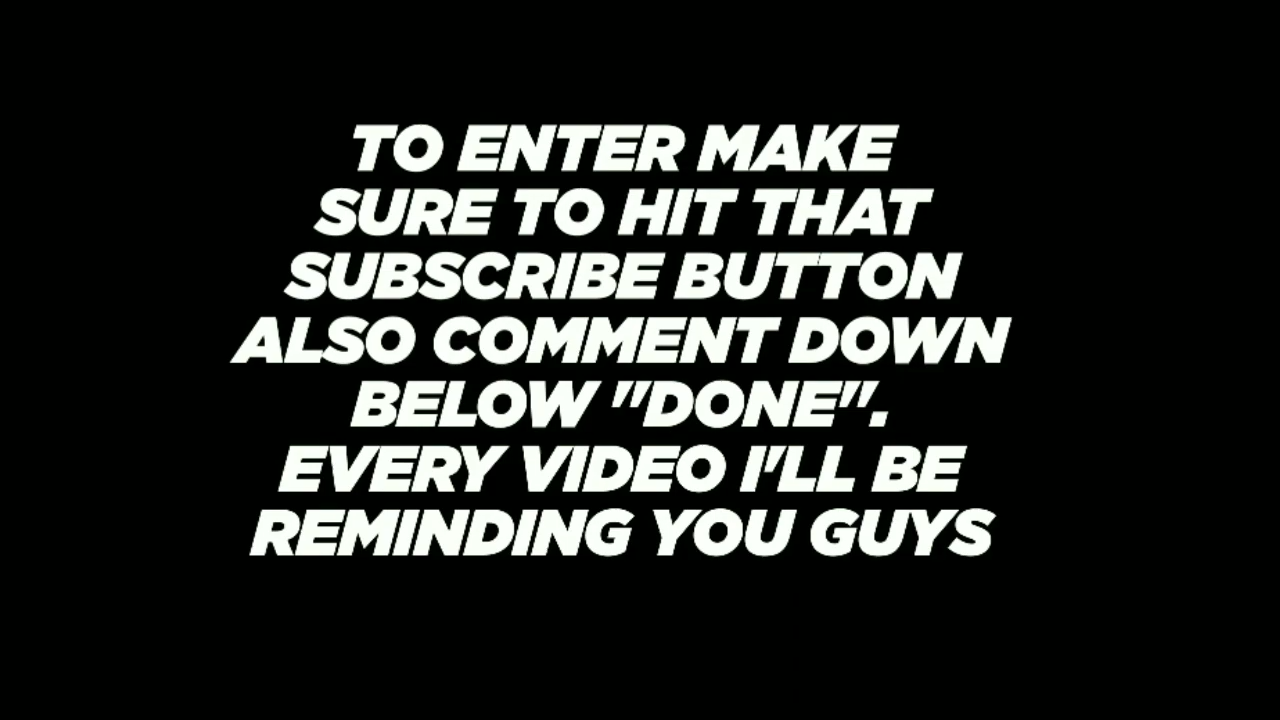 TO ENTER MAKE
SURE TO HIT THAT
SUBSCRIBE BUTTON
ALSO COMMENT DOWN
BELOW "DONE".
EVERY VIDEO I'LL BE
REMINDING YOU GUYS